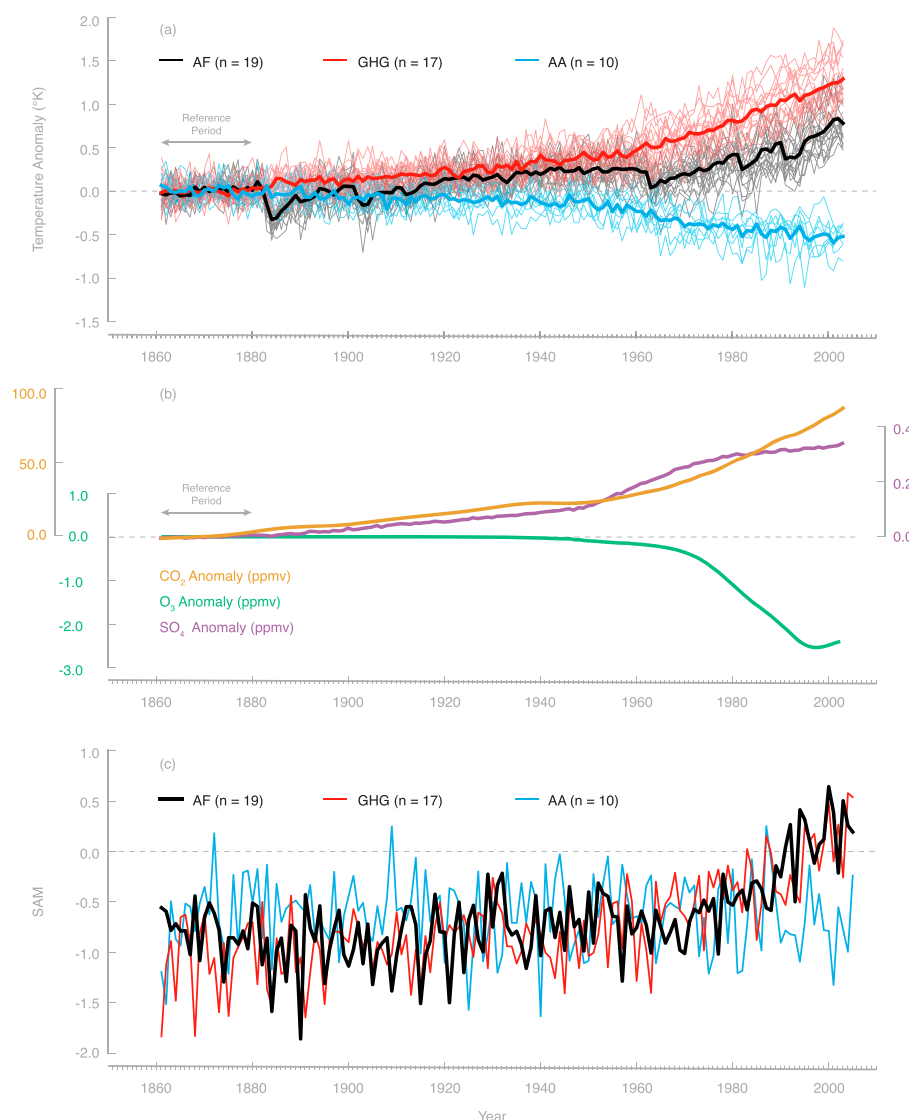 2.0
(a)
1.5
AF (n = 19)
GHG (n = 17)
AA (n = 10)
1.0
Reference
Period
0.5
0.0
-0.5
-1.0
-1.5
Temperature Anomaly (°K)
1860 1880 1900 1920 1940 1960 1980 2000
100.0
(b)
0.4
50.0
Reference
Period
1.0
0.2
0.0
0.0
0.0
CO2 Anomaly (ppmv)
-1.0
O3 Anomaly (ppmv)
SO4 Anomaly (ppmv)
-2.0
-3.0
1860 1880 1900 1920 1940 1960 1980 2000
1.0
(c)
0.5
AF (n = 19)
GHG (n = 17)
AA (n = 10)
0.0
-0.5
SAM
-1.0
-1.5
-2.0
1860 1880 1900 1920 1940 1960 1980 2000
Year